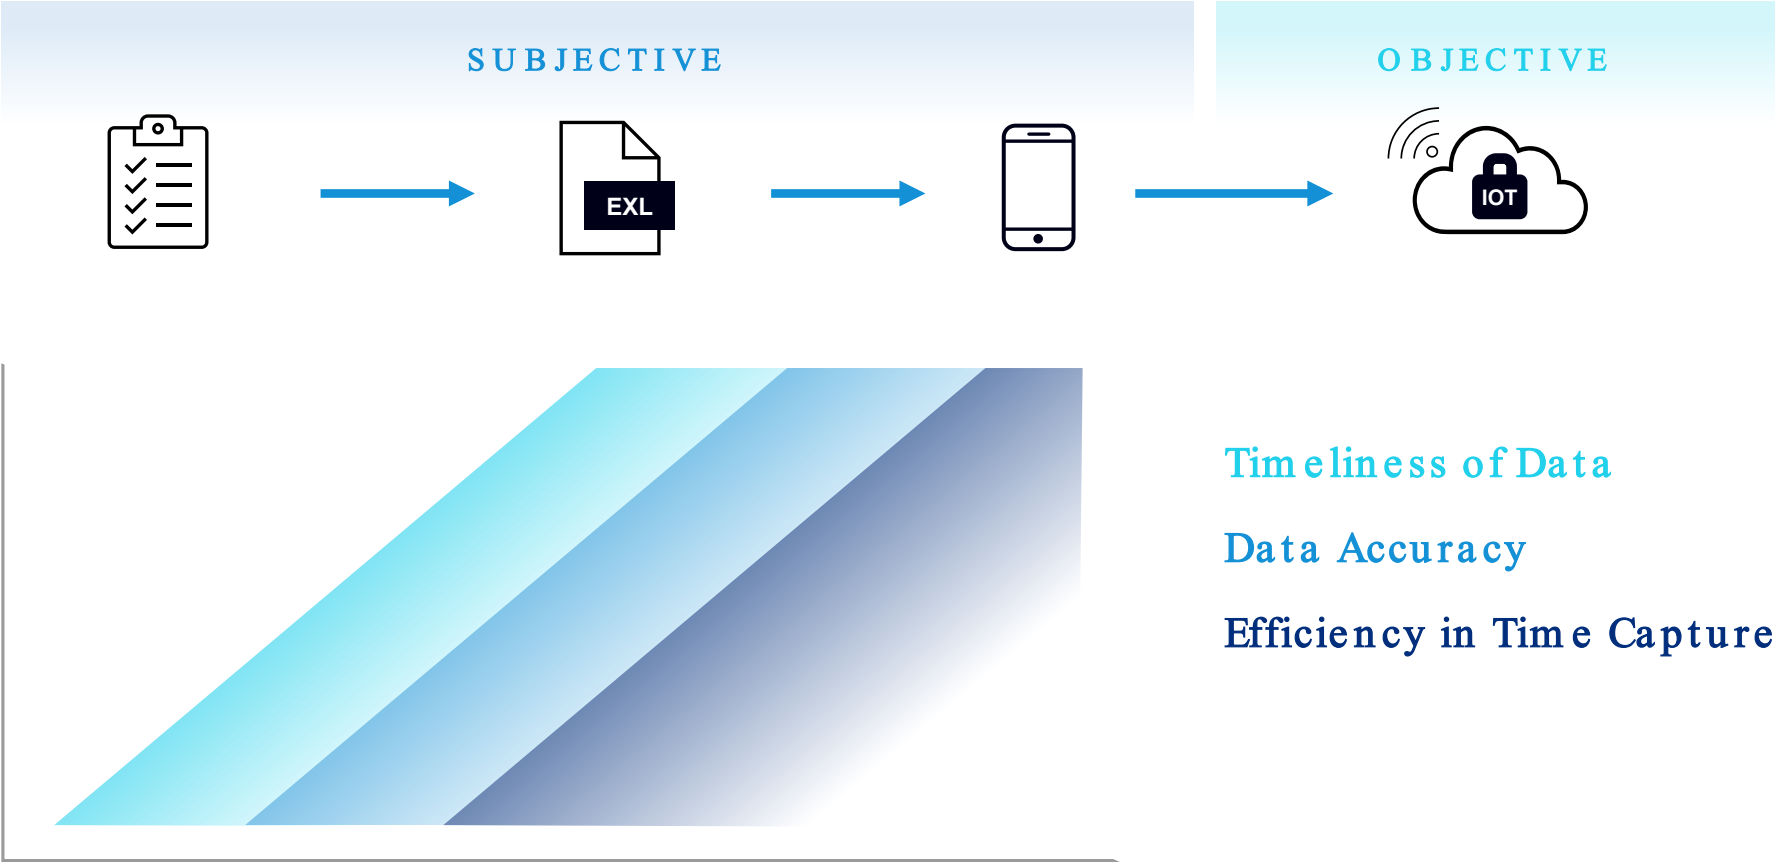 SUBJECTIVE
OBJECTIVE
EXL
IOT
Timeliness of Data
Data Accuracy
Efficiency in Time Capture